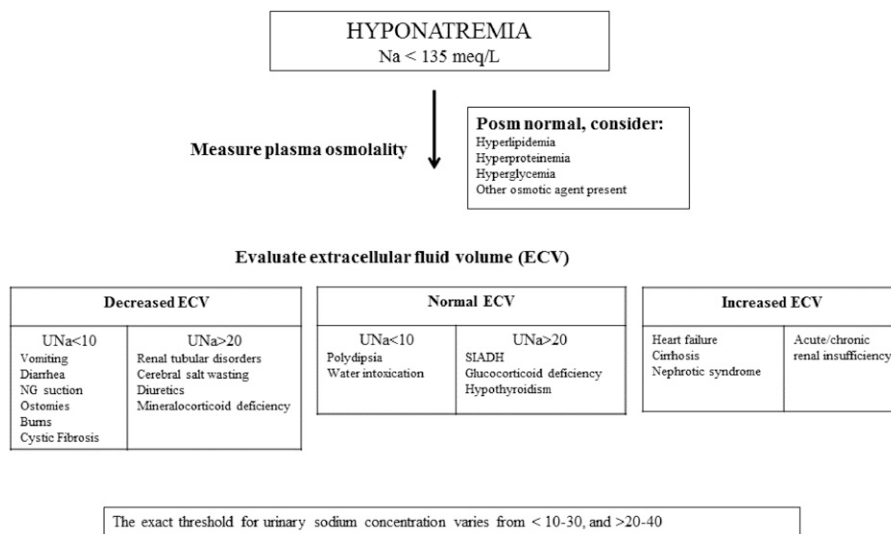 HYPONATREMIA
Na < 135 meq/L
Measure plasma osmolality
Posm normal, consider:
Hyperlipidemia
Hyperproteinemia
Hyperglycemia
Other osmotic agent present
Evaluate extracellular fluid volume (ECV)
Decreased ECV
UNa<10
Vomiting
Diarrhea
NG suction
Ostomies
Burns
Cystic Fibrosis
UNa>20
Renal tubular disorders
Cerebral salt wasting
Diuretics
Mineralocorticoid deficiency
Normal ECV
UNa<10
Polydipsia
Water intoxication
UNa>20
SIADH
Glucocorticoid deficiency
Hypothyroidism
Increased ECV
Heart failure
Cirrhosis
Nephrotic syndrome
Acute/chronic
renal insufficiency
The exact threshold for urinary sodium concentration varies from < 10-30, and >20-40